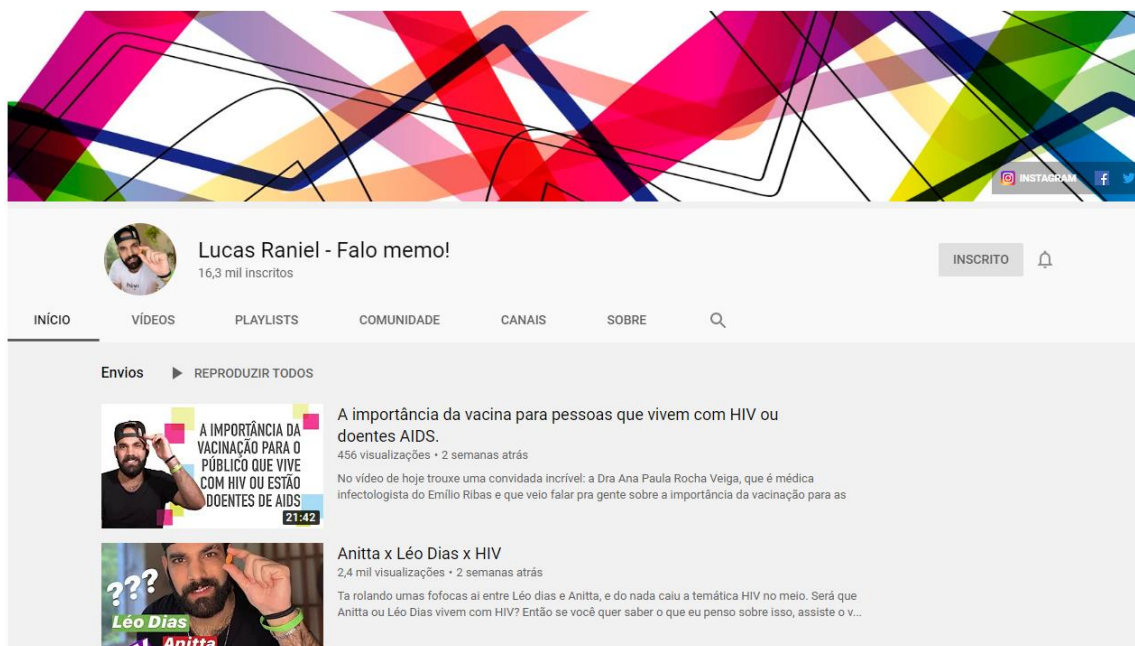 INSTAGRAM
Lucas Raniel - Falo memo!
16,3 mil inscritos
INSCRITO
INÍCIO VÍDEOS PLAYLISTS COMUNIDADE CANAIS SOBRE
Envios REPRODUZIR TODOS
A IMPORTÂNCIA DA
VACINAÇÃO PARA O
PÚBLICO QUE VIVE
COM HIV OU ESTÃO
DOENTES DE AIDS
21:42
A importância da vacina para pessoas que vivem com HIV ou
doentes AIDS.
456 visualizações • 2 semanas atrás
No vídeo de hoje trouxe uma convidada incrível: a Dra Ana Paula Rocha Veiga, que é médica
infectologista do Emílio Ribas e que veio falar pra gente sobre a importância da vacinação para as
???
Léo Dias
Anitta
Anitta x Léo Dias x HIV
2,4 mil visualizações • 2 semanas atrás
Ta rolando umas fofocas ai entre Léo dias e Anitta, e do nada caiu a temática HIV no meio. Será que
Anitta ou Léo Dias vivem com HIV? Então se você quer saber o que eu penso sobre isso, assiste o v...